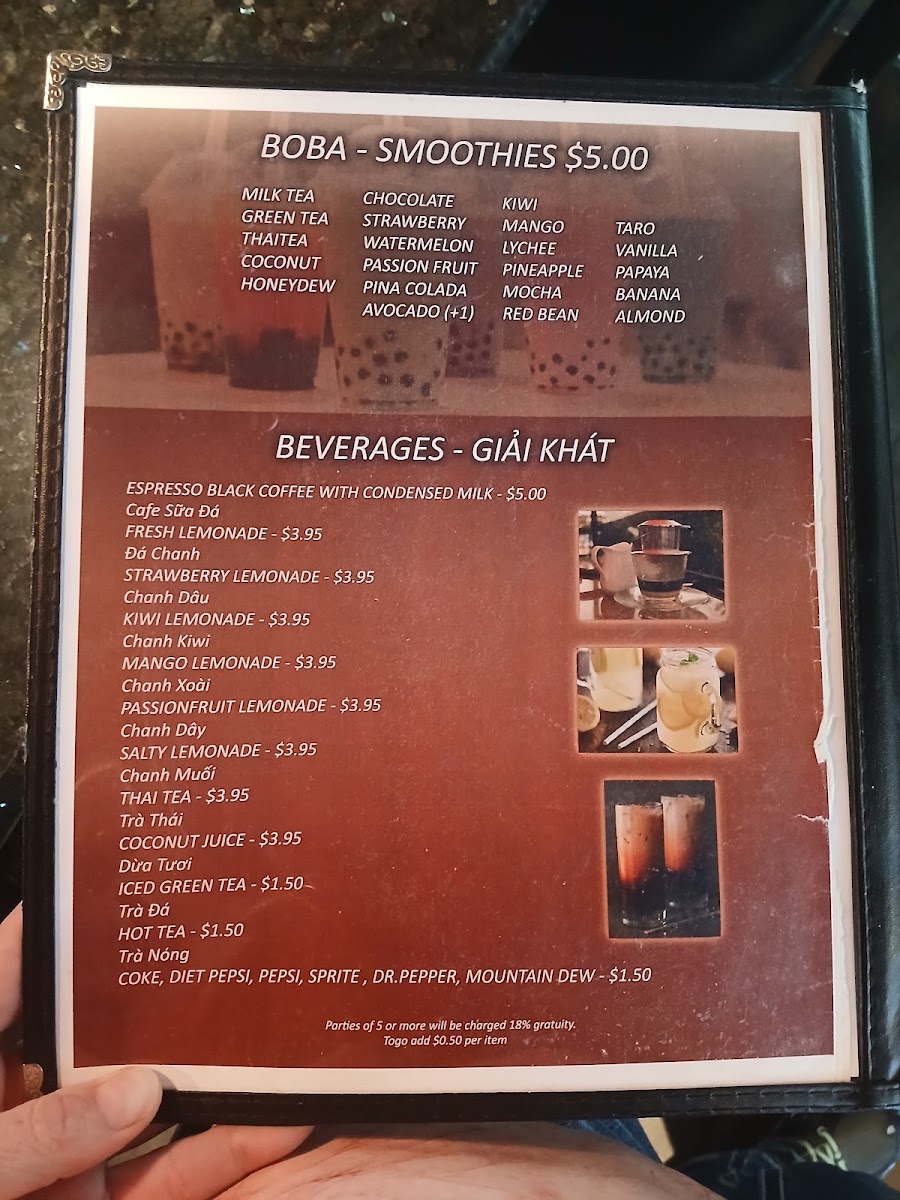 BOBA - SMOOTHIES $5.00
MILK TEA
GREEN TEA
THAITEA
COCONUT
HONEYDEW
CHOCOLATE
STRAWBERRY
WATERMELON
PASSION FRUIT
PINA COLADA
AVOCADO (+1)
KIWI
MANGO
LYCHEE
PINEAPPLE
MOCHA
RED BEAN
TARO
VANILLA
PAPAYA
BANANA
ALMOND
BEVERAGES - GIẢI KHÁT
ESPRESSO BLACK COFFEE WITH CONDENSED MILK - $5.00
Cafe Sữa Đá
FRESH LEMONADE - $3.95
Đá Chanh
STRAWBERRY LEMONADE - $3.95
Chanh Dâu
KIWI LEMONADE - $3.95
Chanh Kiwi
MANGO LEMONADE - $3.95
Chanh Xoài
PASSIONFRUIT LEMONADE - $3.95
Chanh Dây
SALTY LEMONADE - $3.95
Chanh Muối
THAI TEA - $3.95
Trà Thái
COCONUT JUICE - $3.95
Dừa Tươi
ICED GREEN TEA - $1.50
Trà Đá
HOT TEA - $1.50
Trà Nóng
COKE, DIET PEPSI, PEPSI, SPRITE , DR.PEPPER, MOUNTAIN DEW - $1.50
Parties of 5 or more will be charged 18% gratuity.
Togo add $0.50 per item